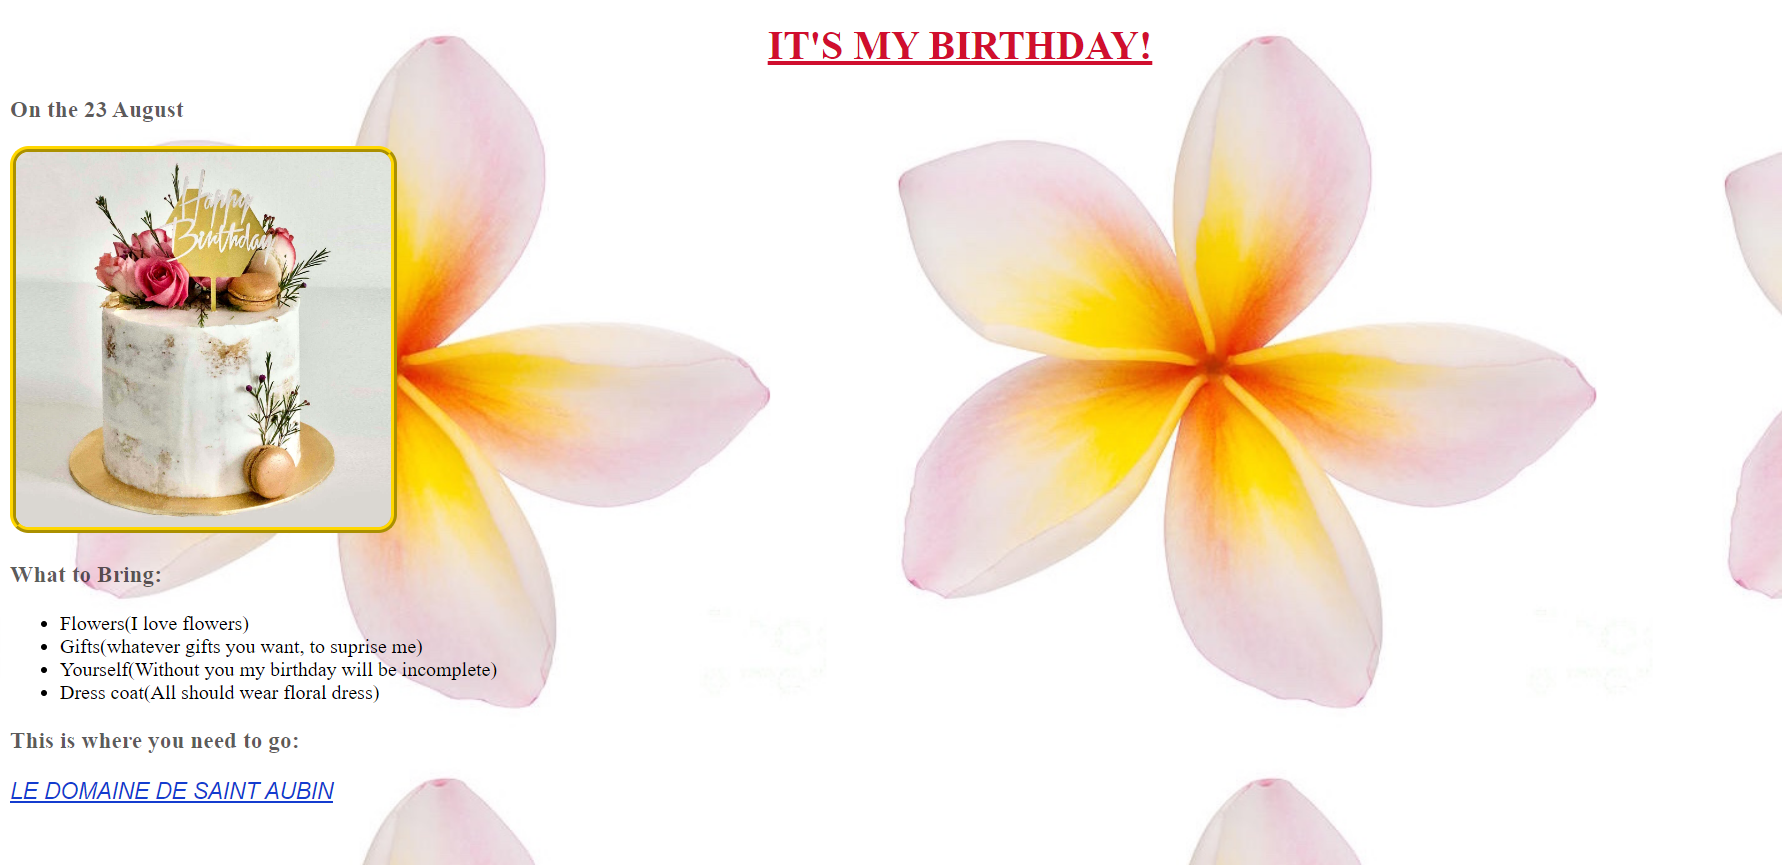 IT'S MY BIRTHDAY!
On the 23 August
Happy
Birthday
What to Bring:
Flowers(I love flowers)
Gifts(whatever gifts you want, to suprise me)
Yourself(Without you my birthday will be incomplete)
Dress coat(All should wear floral dress)
This is where you need to go:
LE DOMAINE DE SAINT AUBIN